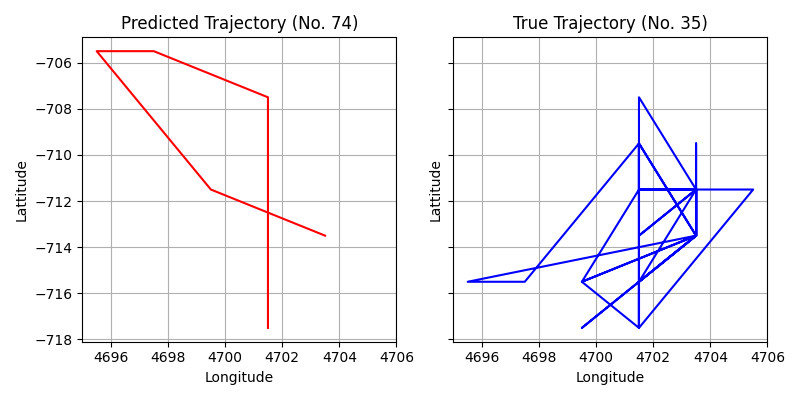 Predicted Trajectory (No. 74)
True Trajectory (No. 35)
−706
−708
−710
−712
−714
−716
−718
Lattitude
Lattitude
4696 4698 4700 4702 4704 4706
4696 4698 4700 4702 4704 4706
Longitude
Longitude